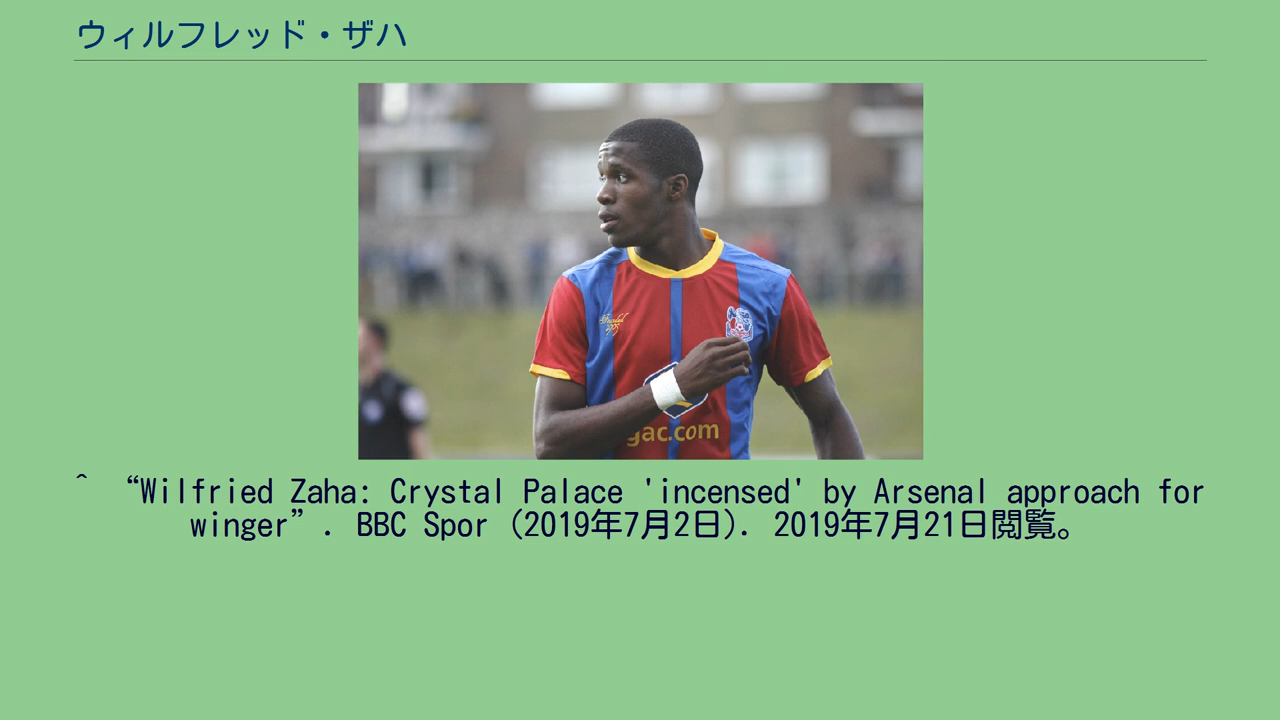 ウィルフレッド・ザハ
Founded
1905
gac.com
^ “Wilfried Zaha: Crystal Palace 'incensed' by Arsenal approach for
winger”. BBC Spor (2019年7月2日). 2019年7月21日閲覧。